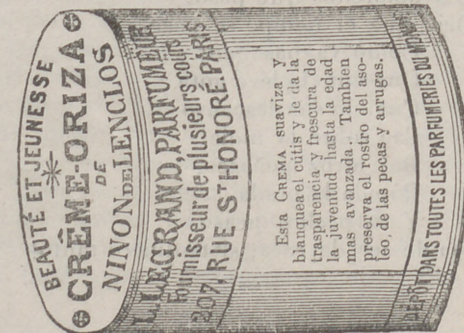 BEAUTÉ ET JEUNESSE
CRÊME-ORIZA
DE
NINON DE LENCLOS
L. LEGRAND, PARFUMEUR
Fournisseur de plusieurs cours
207, RUE ST HONORÉ, PARIS
Esta CREMA suaviza y
blanquea el cútis y le da la
trasparencia y frescura de
la juventud hasta la edad
mas avanzada. Tambien
preserva el rostro del aso-
leo, de las pecas y arrugas.
DÉPÔT DANS TOUTES LES PARFUMERIES DU MONDE